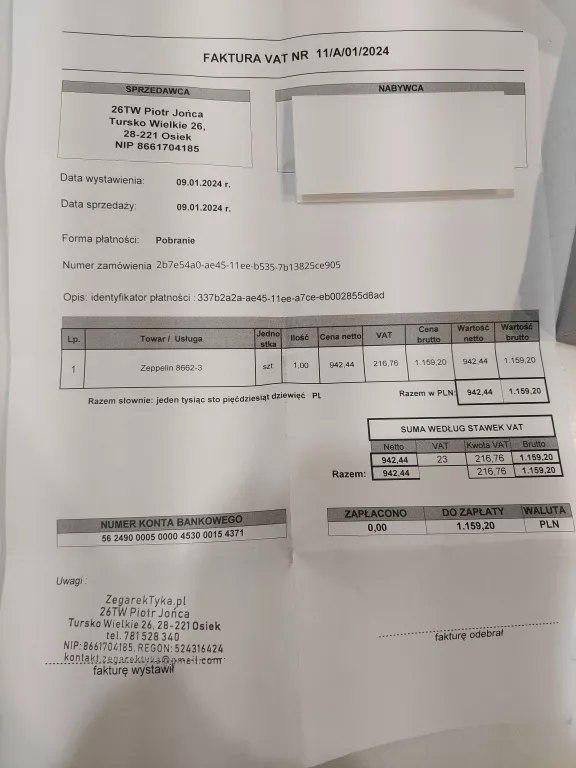 FAKTURA VAT NR 11/A/01/2024
SPRZEDAWCA
26TW Piotr Jońca
Tursko Wielkie 26,
28-221 Osiek
NIP 8661704185
NABYWCA
Data wystawienia: 09.01.2024 r.
Data sprzedaży: 09.01.2024 r.
Forma płatności: Pobranie
Numer zamówienia 2b7e54a0-ae45-11ee-b535-7b13825ce905
Opis: identyfikator płatności : 337b2a2a-ae45-11ee-a7ce-eb002855d8ad
Lp. Towar / Usługa Jedno stka Ilość Cena netto VAT Cena brutto Wartość netto Wartość brutto
1 Zeppelin 8662-3 szt 1,00 942,44 216,76 1.159,20 942,44 1.159,20
Razem w PLN: 942,44 1.159,20
Razem słownie: jeden tysiąc sto pięćdziesiąt dziewięć PL
SUMA WEDŁUG STAWEK VAT
Netto VAT Kwota VAT Brutto
942,44 23 216,76 1.159,20
Razem: 942,44 216,76 1.159,20
ZAPŁACONO DO ZAPŁATY WALUTA
0,00 1.159,20 PLN
NUMER KONTA BANKOWEGO
56 2490 0005 0000 4530 0015 4371
Uwagi :
ZegarekTyka.pl
26TW Piotr Jońca
Tursko Wielkie 26, 28-221 Osiek
tel. 781 528 340
NIP: 8661704185, REGON: 524316424
kontakt.zegarektyka@gmail.com
fakturę wystawił
fakturę odebrał